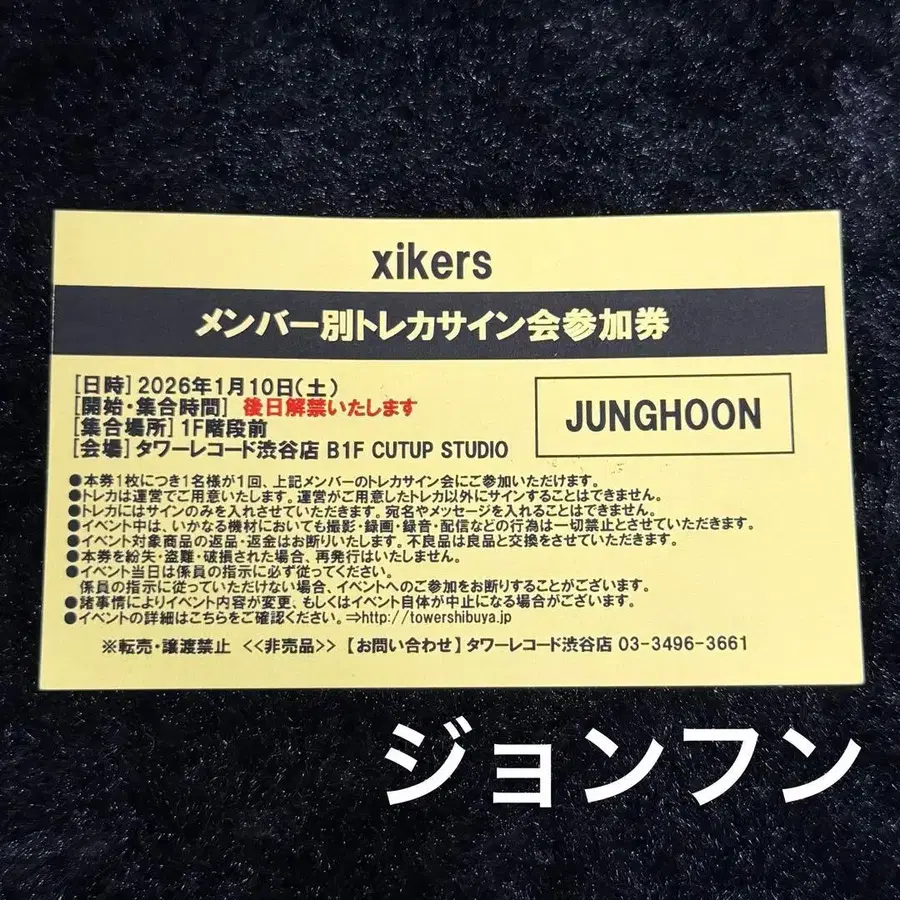 xikers
メンバー別トレカサイン会参加券
[日時] 2026年1月10日(土)
[開始・集合時間] 後日解禁いたします
[集合場所] 1F階段前
[会場] タワーレコード渋谷店 B1F CUTUP STUDIO
JUNGHOON
●本券1枚につき1名様が1回、上記メンバーのトレカサイン会にご参加いただけます。
●トレカは運営でご用意いたします。運営がご用意したトレカ以外にサインすることはできません。
●トレカにはサインのみを入れさせていただきます。宛名やメッセージを入れることはできません。
●イベント中は、いかなる機材においても撮影・録画・録音・配信などの行為は一切禁止とさせていただきます。
●イベント対象商品の返品・返金はお断りいたします。不良品は良品と交換をさせていただきます。
●本券を紛失・盗難・破損された場合、再発行はいたしません。
●イベント当日は係員の指示に必ず従ってください。
係員の指示に従っていただけない場合、イベントへのご参加をお断りすることがございます。
●諸事情によりイベント内容が変更、もしくはイベント自体が中止になる場合がございます。
●イベントの詳細はこちらをご確認ください。⇒http://towershibuya.jp
※転売・譲渡禁止 <<非売品>> 【お問い合わせ】タワーレコード渋谷店 03-3496-3661
ジョンフン